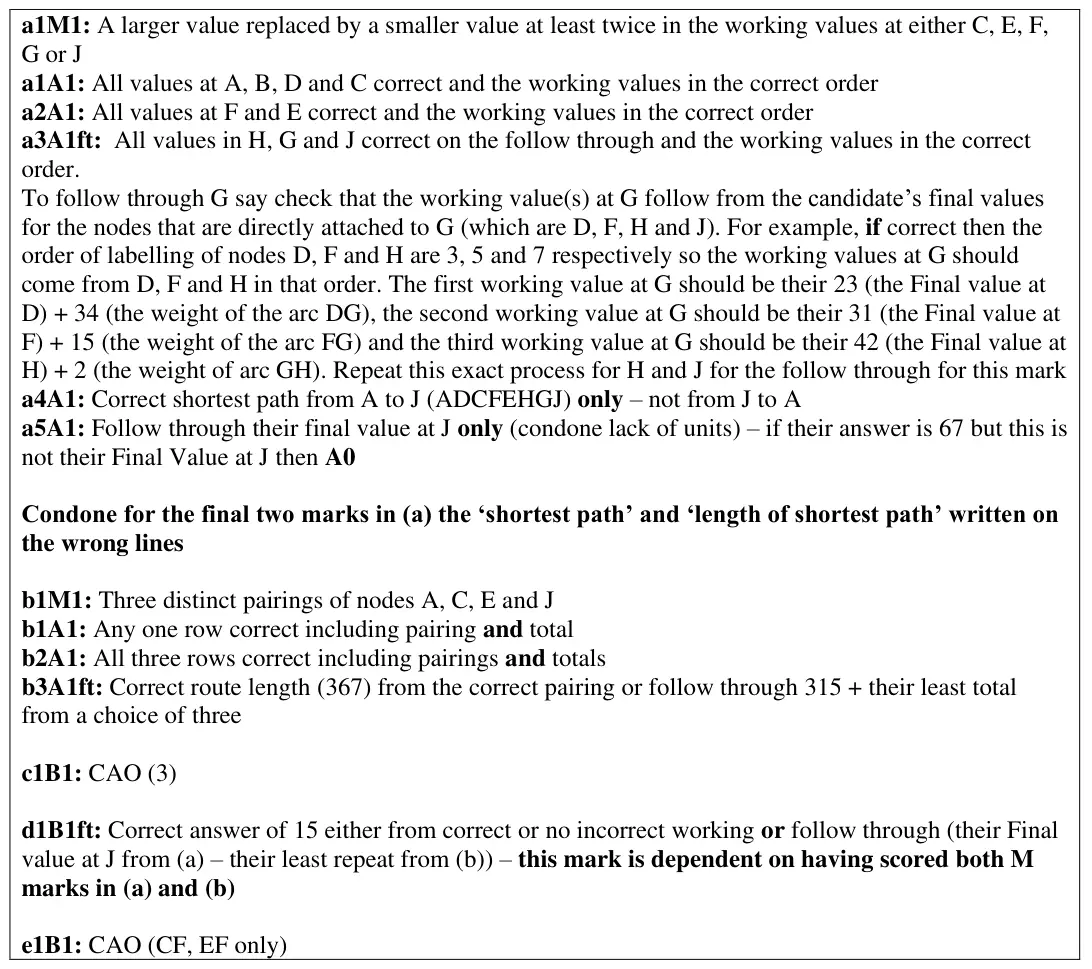 a1M1: A larger value replaced by a smaller value at least twice in the working values at either C, E, F,
G or J
a1A1: All values at A, B, D and C correct and the working values in the correct order
a2A1: All values at F and E correct and the working values in the correct order
a3A1ft: All values in H, G and J correct on the follow through and the working values in the correct
order.
To follow through G say check that the working value(s) at G follow from the candidate’s final values
for the nodes that are directly attached to G (which are D, F, H and J). For example, if correct then the
order of labelling of nodes D, F and H are 3, 5 and 7 respectively so the working values at G should
come from D, F and H in that order. The first working value at G should be their 23 (the Final value at
D) + 34 (the weight of the arc DG), the second working value at G should be their 31 (the Final value at
F) + 15 (the weight of the arc FG) and the third working value at G should be their 42 (the Final value at
H) + 2 (the weight of arc GH). Repeat this exact process for H and J for the follow through for this mark
a4A1: Correct shortest path from A to J (ADCFEHGJ) only – not from J to A
a5A1: Follow through their final value at J only (condone lack of units) – if their answer is 67 but this is
not their Final Value at J then A0
Condone for the final two marks in (a) the ‘shortest path’ and ‘length of shortest path’ written on
the wrong lines
b1M1: Three distinct pairings of nodes A, C, E and J
b1A1: Any one row correct including pairing and total
b2A1: All three rows correct including pairings and totals
b3A1ft: Correct route length (367) from the correct pairing or follow through 315 + their least total
from a choice of three
c1B1: CAO (3)
d1B1ft: Correct answer of 15 either from correct or no incorrect working or follow through (their Final
value at J from (a) – their least repeat from (b)) – this mark is dependent on having scored both M
marks in (a) and (b)
e1B1: CAO (CF, EF only)